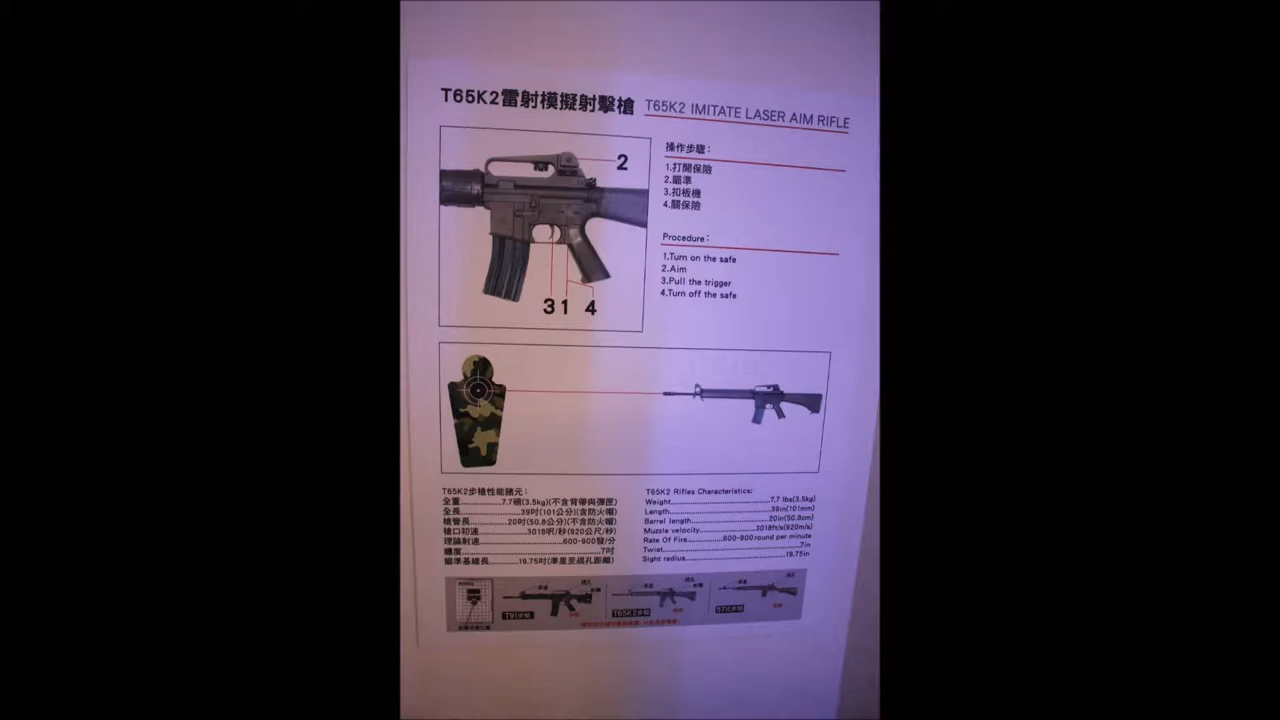 T65K2雷射模擬射擊槍 T65K2 IMITATE LASER AIM RIFLE
2
3 1 4
操作步驟：
1.打開保險
2.瞄準
3.扣板機
4.關保險
Procedure：
1.Turn on the safe
2.Aim
3.Pull the trigger
4.Turn off the safe
T65K2步槍性能諸元：
全重..................7.7磅(3.5kg)(不含背帶與彈匣)
全長..................39吋(101公分)(含防火帽)
槍管長..................20吋(50.8公分)(不含防火帽)
槍口初速..................3018呎/秒(920公尺/秒)
理論射速..................600-900發/分
纏度..................7吋
瞄準基線長..................19.75吋(準星至覘孔距離)
T65K2 Rifles Characteristics:
Weight..................7.7 lbs(3.5kg)
Length..................39in(101mm)
Barrel length..................20in(50.8cm)
Muzzle velocity..................3018ft/s(920m/s)
Rate Of Fire..................600-900 round per minute
Twist..................7in
Sight radius..................19.75in
T91步槍
T65K2步槍
57式步槍